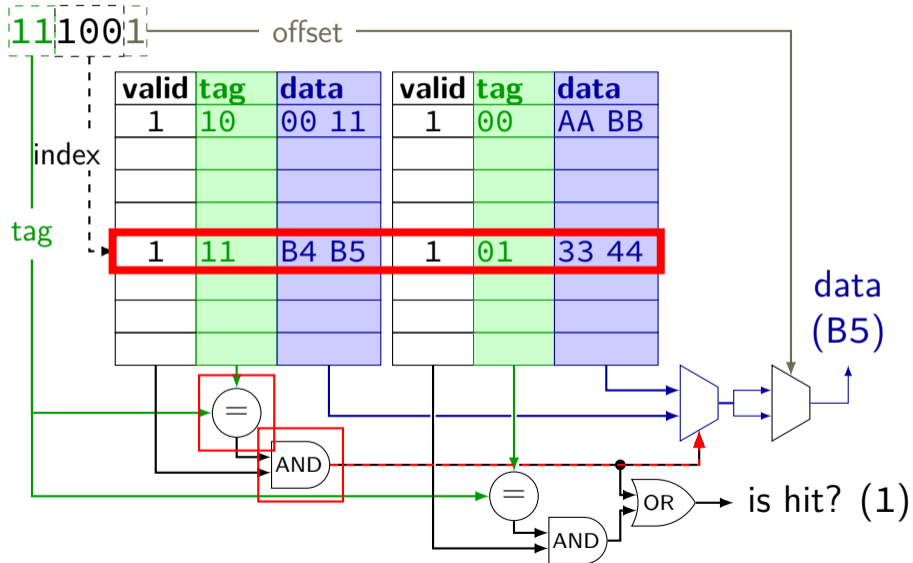 111001
offset
valid tag data valid tag data
1 10 00 11 1 00 AA BB
index
tag
1 11 B4 B5 1 01 33 44
data
(B5)
=
AND
=
OR
is hit? (1)
AND